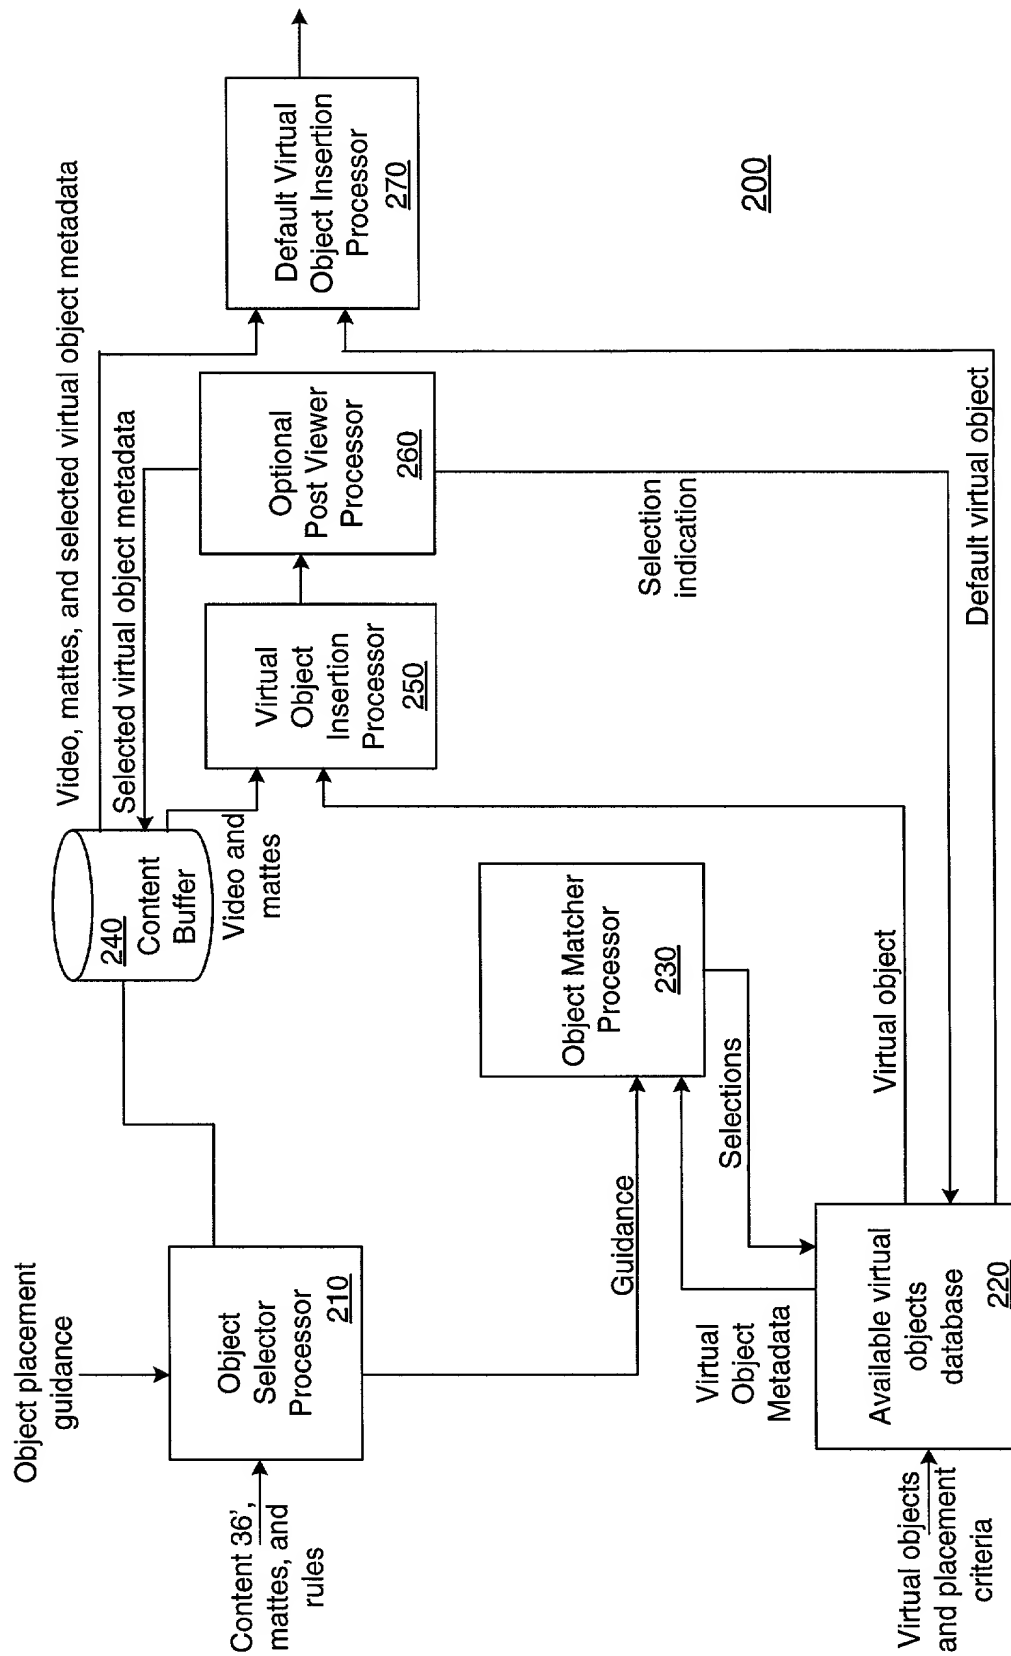 Object placement
guidance
Content 36',
mattes, and
rules
Object
Selector
Processor
210
240
Content
Buffer
Video, mattes, and selected virtual object metadata
Selected virtual object metadata
Video and
mattes
Virtual
Object
Insertion
Processor
250
Optional
Post Viewer
Processor
260
Default Virtual
Object Insertion
Processor
270
Guidance
Object Matcher
Processor
230
Selections
Virtual
Object
Metadata
Virtual object
Selection
indication
Default virtual object
Virtual objects
and placement
criteria
Available virtual
objects
database
220
200